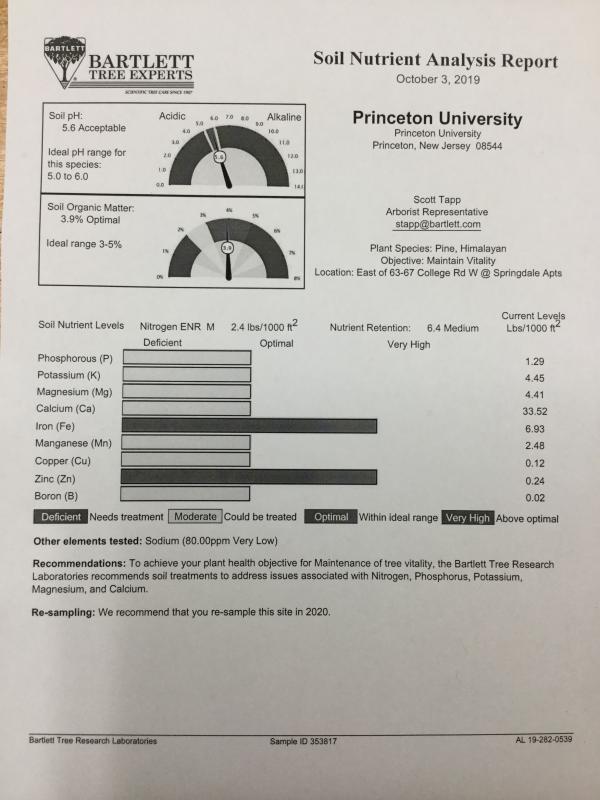 BARTLETT
BARTLETT
TREE EXPERTS
SCIENTIFIC TREE CARE SINCE 1907
Soil Nutrient Analysis Report
October 3, 2019
Soil pH:
5.6 Acceptable
Ideal pH range for
this species:
5.0 to 6.0
Acidic
Alkaline
0.0
1.0
2.0
3.0
4.0
5.0
6.0
7.0
8.0
9.0
10.0
11.0
12.0
13.0
14.0
5.6
Soil Organic Matter:
3.9% Optimal
Ideal range 3-5%
0%
1%
2%
3%
4%
5%
6%
7%
8%
3.9
Princeton University
Princeton University
Princeton, New Jersey 08544
Scott Tapp
Arborist Representative
stapp@bartlett.com
Plant Species: Pine, Himalayan
Objective: Maintain Vitality
Location: East of 63-67 College Rd W @ Springdale Apts
Soil Nutrient Levels Nitrogen ENR M 2.4 lbs/1000 ft2 Nutrient Retention: 6.4 Medium
Current Levels
Lbs/1000 ft2
Deficient Optimal Very High
Phosphorous (P) 1.29
Potassium (K) 4.45
Magnesium (Mg) 4.41
Calcium (Ca) 33.52
Iron (Fe) 6.93
Manganese (Mn) 2.48
Copper (Cu) 0.12
Zinc (Zn) 0.24
Boron (B) 0.02
Deficient Needs treatment Moderate Could be treated Optimal Within ideal range Very High Above optimal
Other elements tested: Sodium (80.00ppm Very Low)
Recommendations: To achieve your plant health objective for Maintenance of tree vitality, the Bartlett Tree Research
Laboratories recommends soil treatments to address issues associated with Nitrogen, Phosphorus, Potassium,
Magnesium, and Calcium.
Re-sampling: We recommend that you re-sample this site in 2020.
Bartlett Tree Research Laboratories Sample ID 353817 AL 19-282-0539